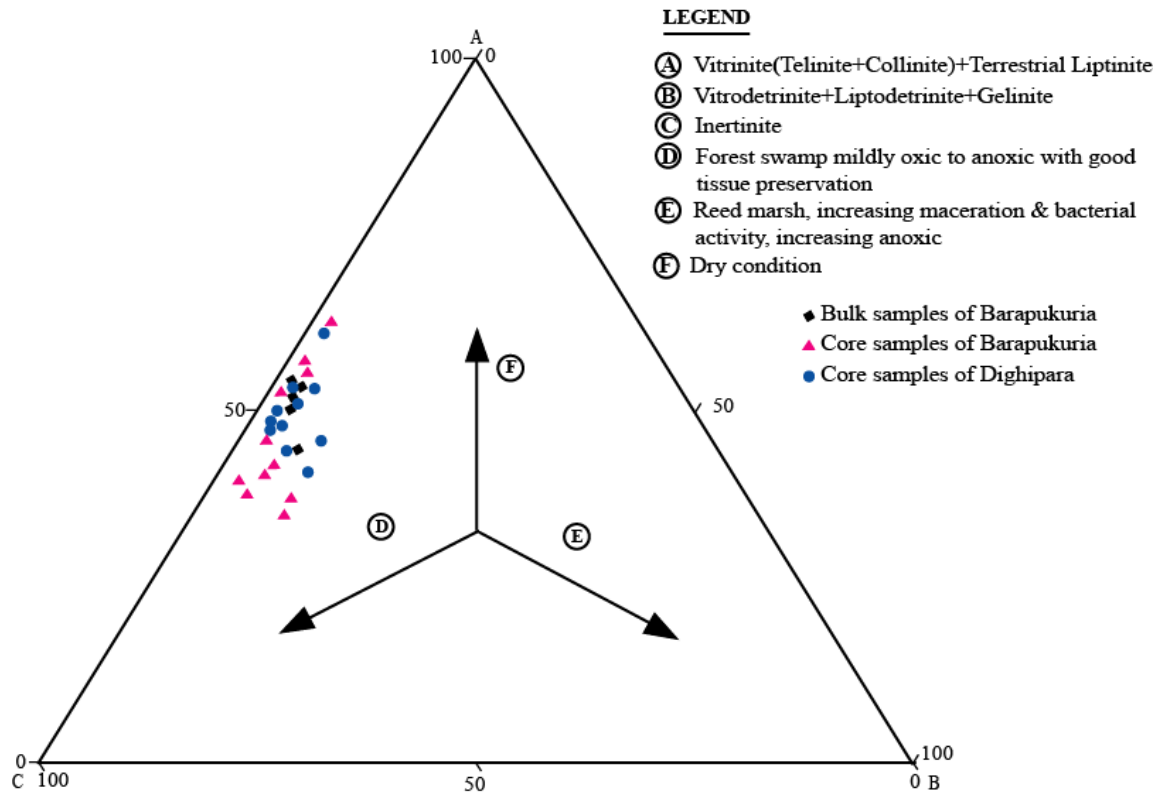 LEGEND
A
100 0
Ⓐ Vitrinite(Telinite+Collinite)+Terrestrial Liptinite
Ⓑ Vitrodetrinite+Liptodetrinite+Gelinite
Ⓒ Inertinite
Ⓓ Forest swamp mildly oxic to anoxic with good
tissue preservation
Ⓔ Reed marsh, increasing maceration & bacterial
activity, increasing anoxic
Ⓕ Dry condition
Bulk samples of Barapukuria
Core samples of Barapukuria
Core samples of Dighipara
Ⓕ
50 50
Ⓓ Ⓔ
0 100
C 100 50 0 B